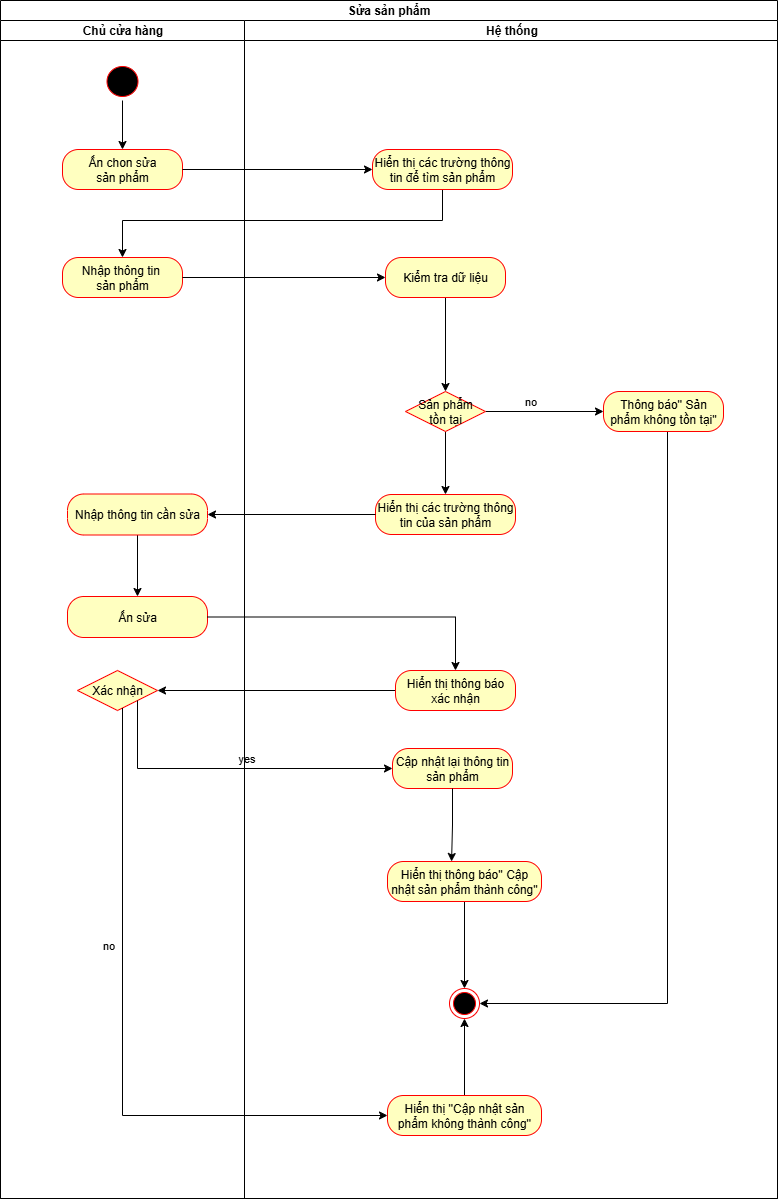 Sửa sản phẩm
Chủ cửa hàng
Hệ thống
Ấn chon sửa
sản phẩm
Hiển thị các trường thông
tin để tìm sản phẩm
Nhập thông tin
sản phẩm
Kiểm tra dữ liệu
Sản phẩm
tồn tai
no
Thông báo" Sản
phẩm không tồn tại"
Nhập thông tin cần sửa
Hiển thị các trường thông
tin của sản phẩm
Ấn sửa
Xác nhận
Hiển thị thông báo
xác nhận
yes
Cập nhật lại thông tin
sản phẩm
Hiển thị thông báo" Cập
nhật sản phẩm thành công"
no
Hiển thị "Cập nhật sản
phẩm không thành công"